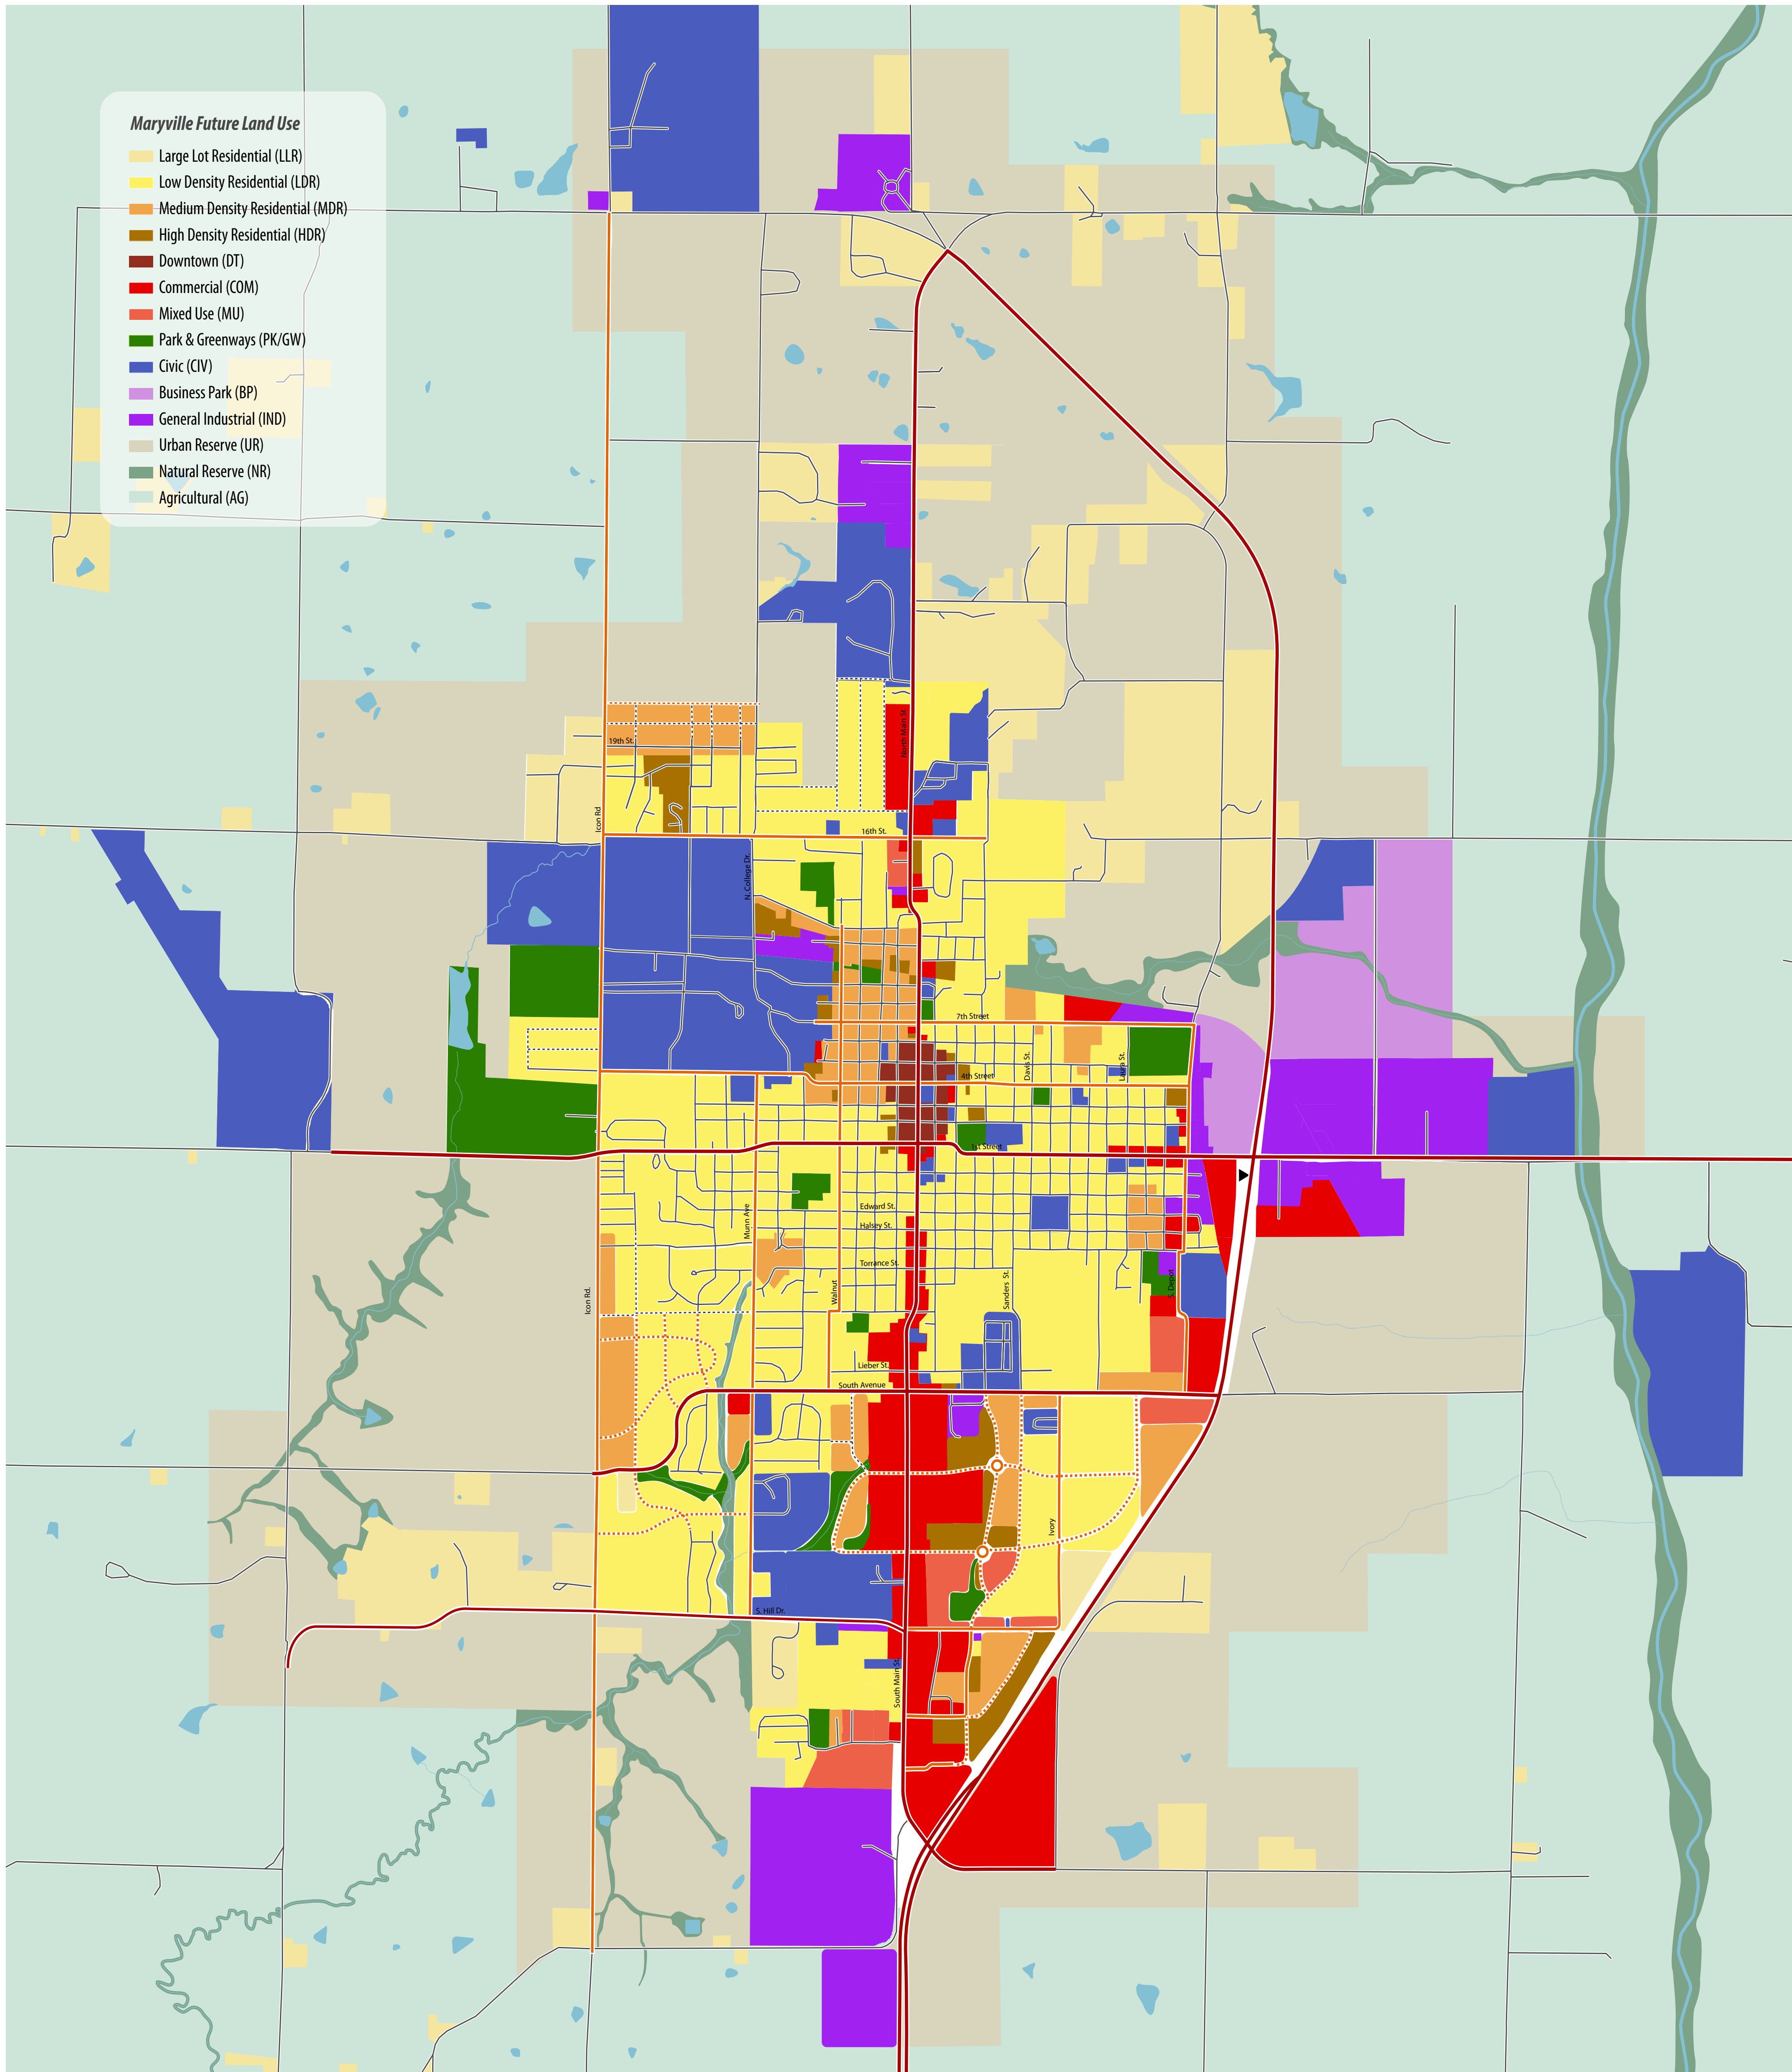 Maryville Future Land Use
Large Lot Residential (LLR)
Low Density Residential (LDR)
Medium Density Residential (MDR)
High Density Residential (HDR)
Downtown (DT)
Commercial (COM)
Mixed Use (MU)
Park & Greenways (PK/GW)
Civic (CIV)
Business Park (BP)
General Industrial (IND)
Urban Reserve (UR)
Natural Reserve (NR)
Agricultural (AG)
North Main St.
19th St.
Icon Rd
16th St.
N. College Dr.
7th Street
Davis St.
Laura St.
4th Street
1st Street
Munn Ave
Edward St.
Halsey St.
Torrance St.
Walnut
Sanders St.
S. Depot
Icon Rd.
Lieber St.
South Avenue
Ivory
S. Hill Dr.
South Main St.